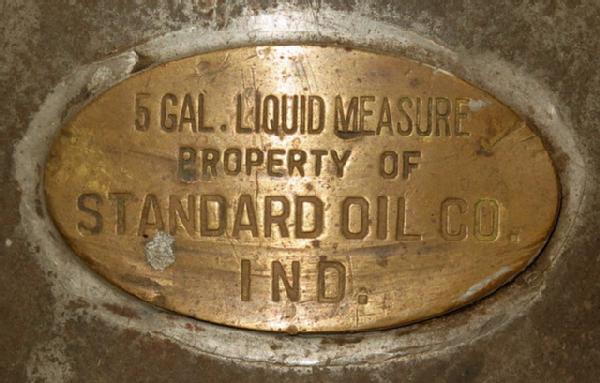 5 GAL. LIQUID MEASURE
PROPERTY OF
STANDARD OIL CO.
IND.